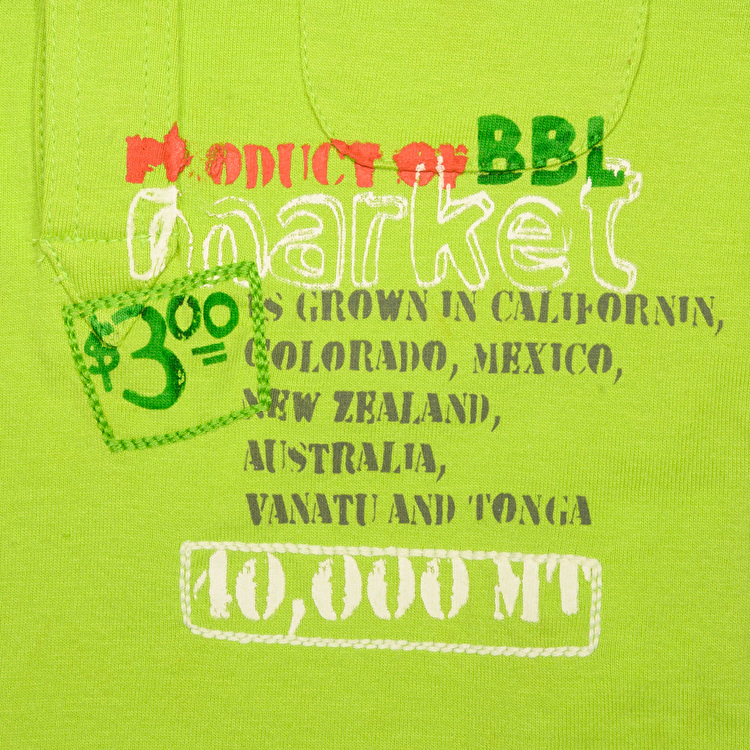 PRODUCT OF BBL
market
$3.00
IS GROWN IN CALIFORNIN,
COLORADO, MEXICO,
NEW ZEALAND,
AUSTRALIA,
VANATU AND TONGA
40,000 MT